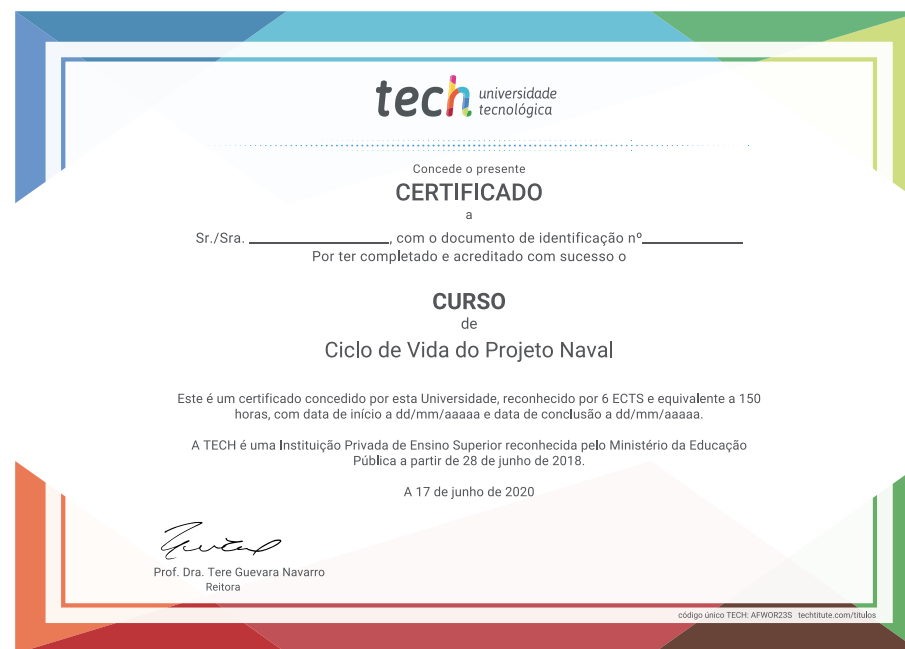 tech universidade
tecnológica
Concede o presente
CERTIFICADO
a
Sr./Sra. ____________________, com o documento de identificação nº______________
Por ter completado e acreditado com sucesso o
CURSO
de
Ciclo de Vida do Projeto Naval
Este é um certificado concedido por esta Universidade, reconhecido por 6 ECTS e equivalente a 150
horas, com data de início a dd/mm/aaaaa e data de conclusão a dd/mm/aaaaa.
A TECH é uma Instituição Privada de Ensino Superior reconhecida pelo Ministério da Educação
Pública a partir de 28 de junho de 2018.
A 17 de junho de 2020
Prof. Dra. Tere Guevara Navarro
Reitora
código único TECH: AFWOR23S techtitute.com/titulos